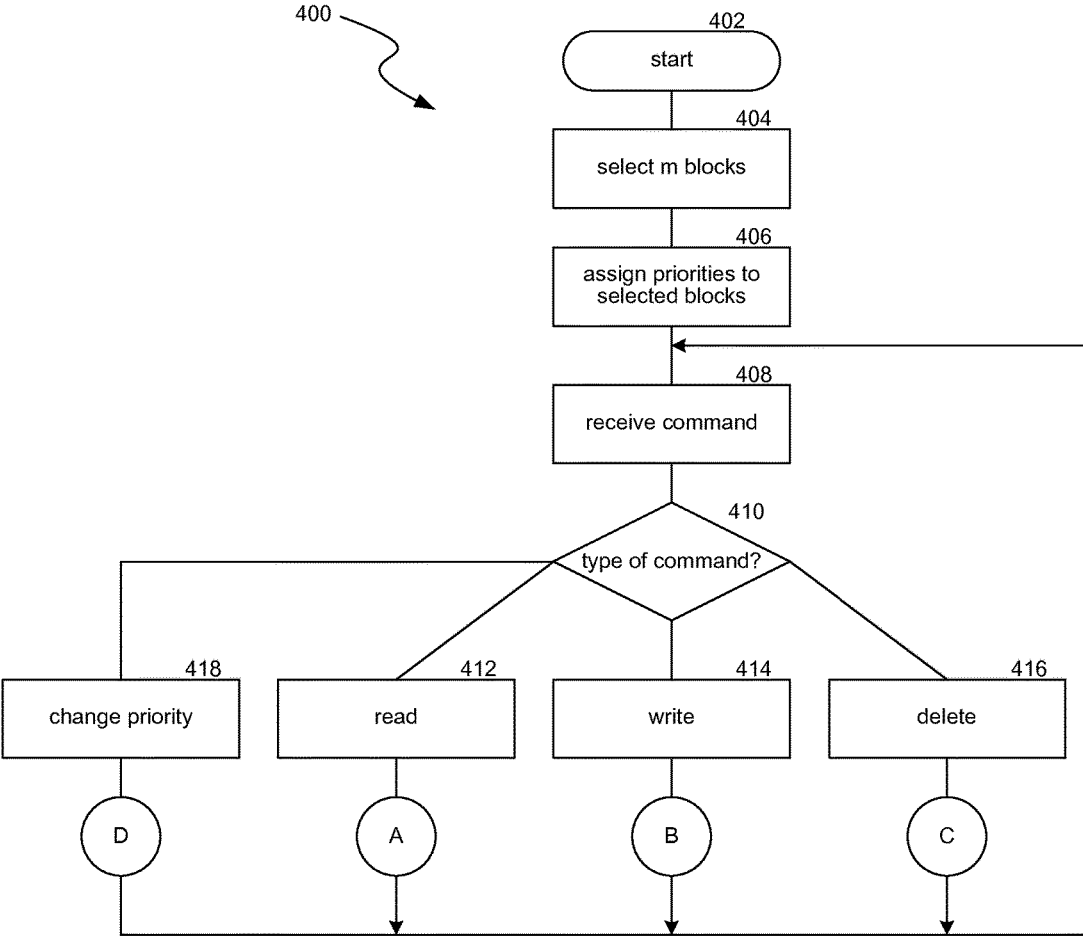 400
402
start
404
select m blocks
406
assign priorities to
selected blocks
408
receive command
410
type of command?
418
412
414
416
change priority
read
write
delete
D
A
B
C